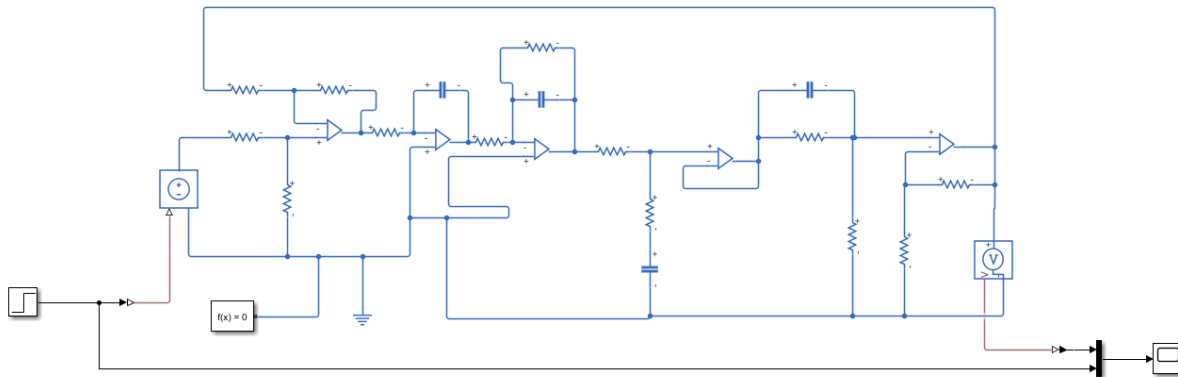 f(x) = 0
V